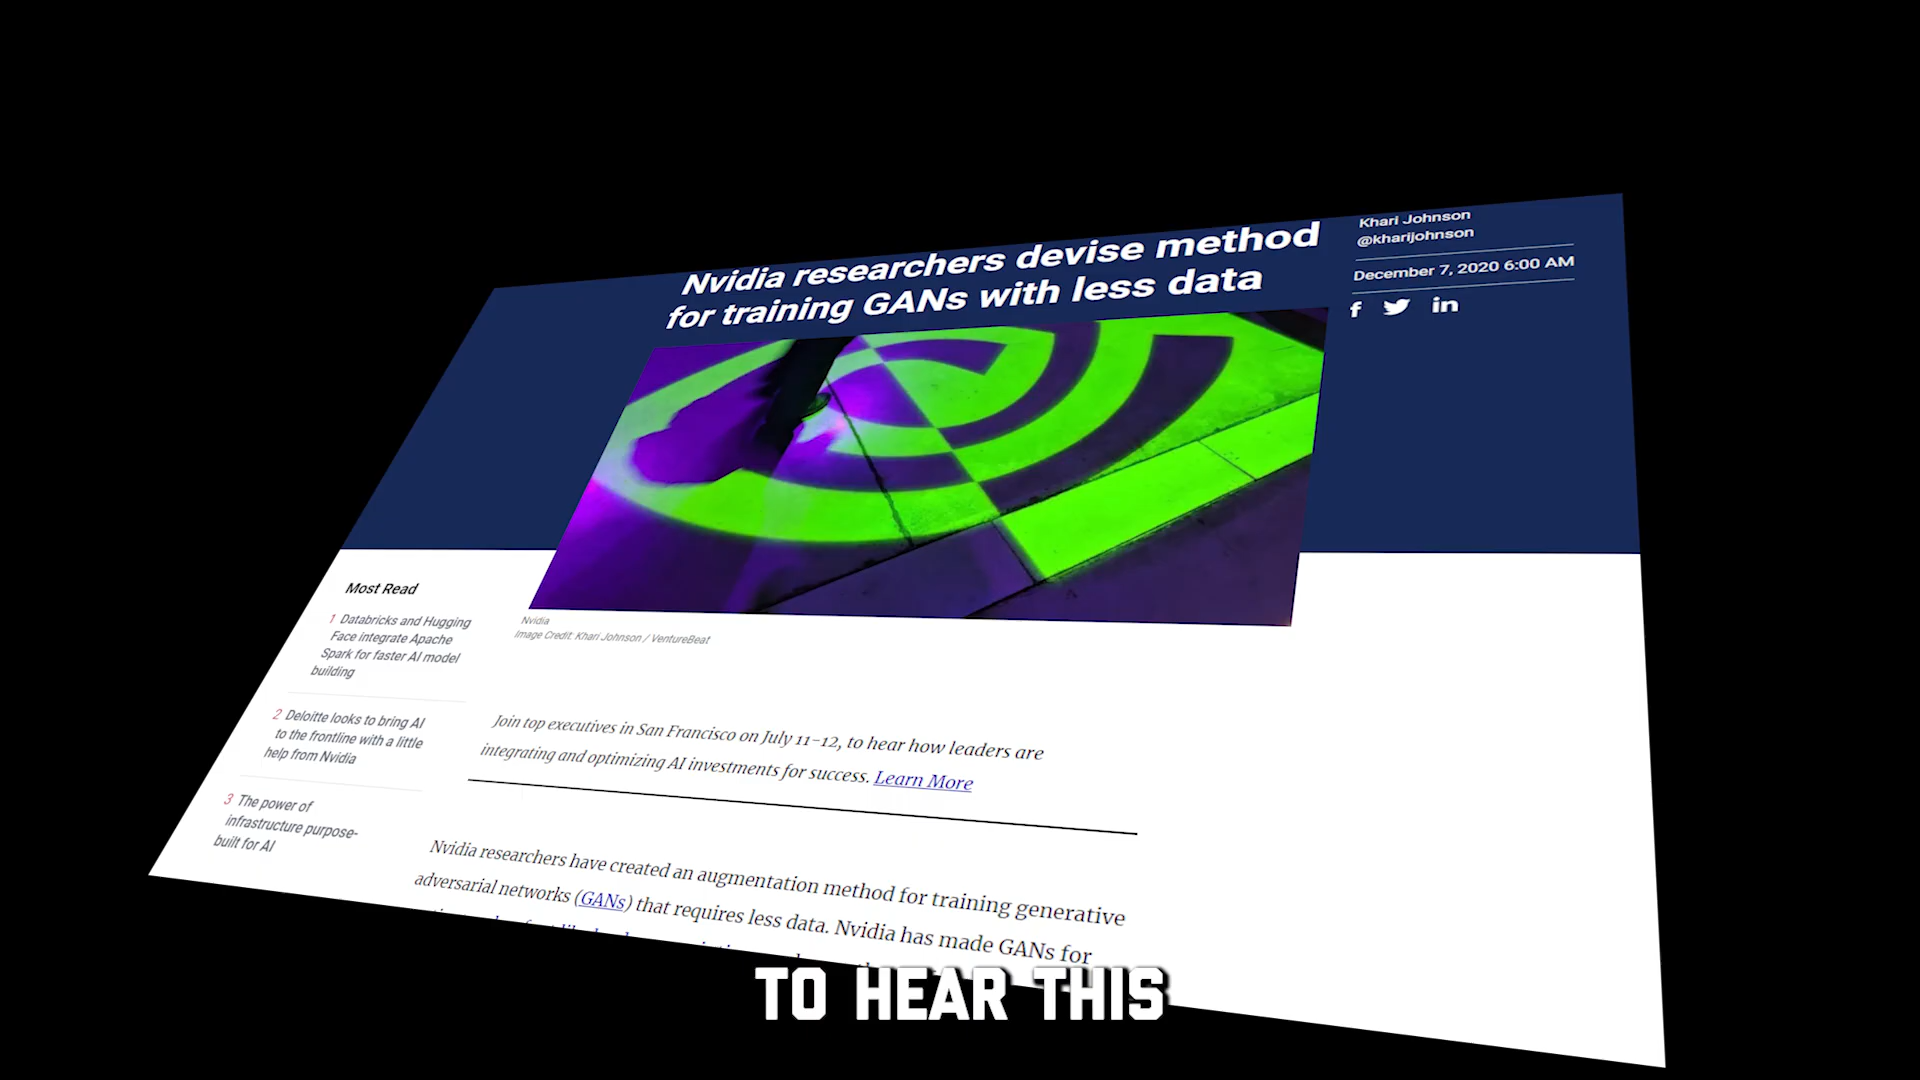 Nvidia researchers devise method
for training GANs with less data
Khari Johnson
@kharijohnson
December 7, 2020 6:00 AM
Nvidia
Image Credit: Khari Johnson / VentureBeat
Most Read
1 Databricks and Hugging
Face integrate Apache
Spark for faster AI model
building
2 Deloitte looks to bring AI
to the frontline with a little
help from Nvidia
3 The power of
infrastructure purpose-
built for AI
Join top executives in San Francisco on July 11-12, to hear how leaders are
integrating and optimizing AI investments for success. Learn More
Nvidia researchers have created an augmentation method for training generative
adversarial networks (GANs) that requires less data. Nvidia has made GANs for
TO HEAR THIS